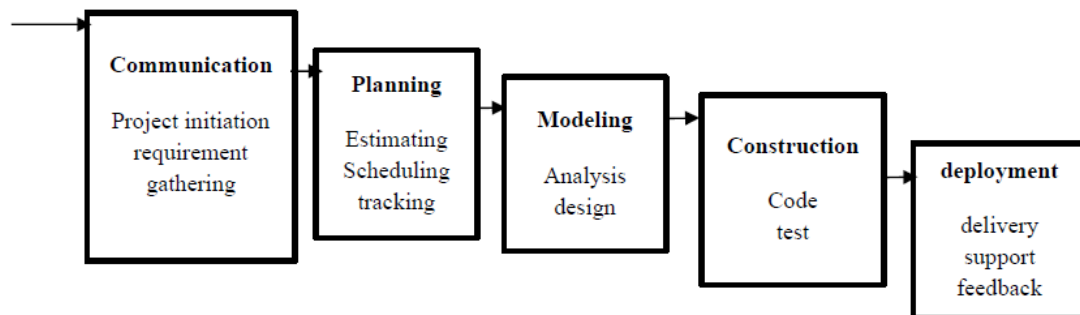 Communication
Project initiation
requirement
gathering
Planning
Estimating
Scheduling
tracking
Modeling
Analysis
design
Construction
Code
test
deployment
delivery
support
feedback